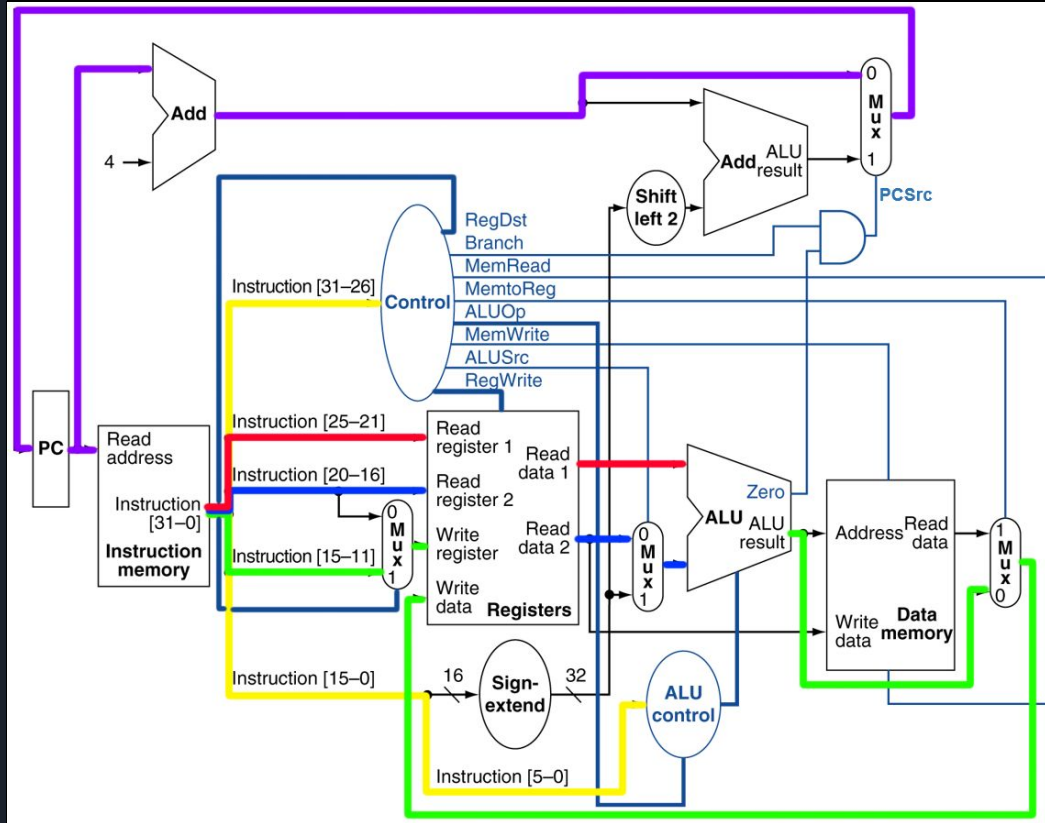 Add
4
0
Mux
1
Add
ALU
result
Shift
left 2
PCSrc
RegDst
Branch
MemRead
MemtoReg
ALUOp
MemWrite
ALUSrc
RegWrite
Control
Instruction [31–26]
PC
Read
address
Instruction
[31–0]
Instruction
memory
Instruction [25–21]
Instruction [20–16]
0
Mux
1
Instruction [15–11]
Read
register 1
Read
register 2
Write
register
Write
data
Read
data 1
Read
data 2
Registers
0
Mux
1
Zero
ALU
ALU
result
Address
Read
data
Write
data
Data
memory
1
Mux
0
Instruction [15–0]
16
Sign-
extend
32
ALU
control
Instruction [5–0]